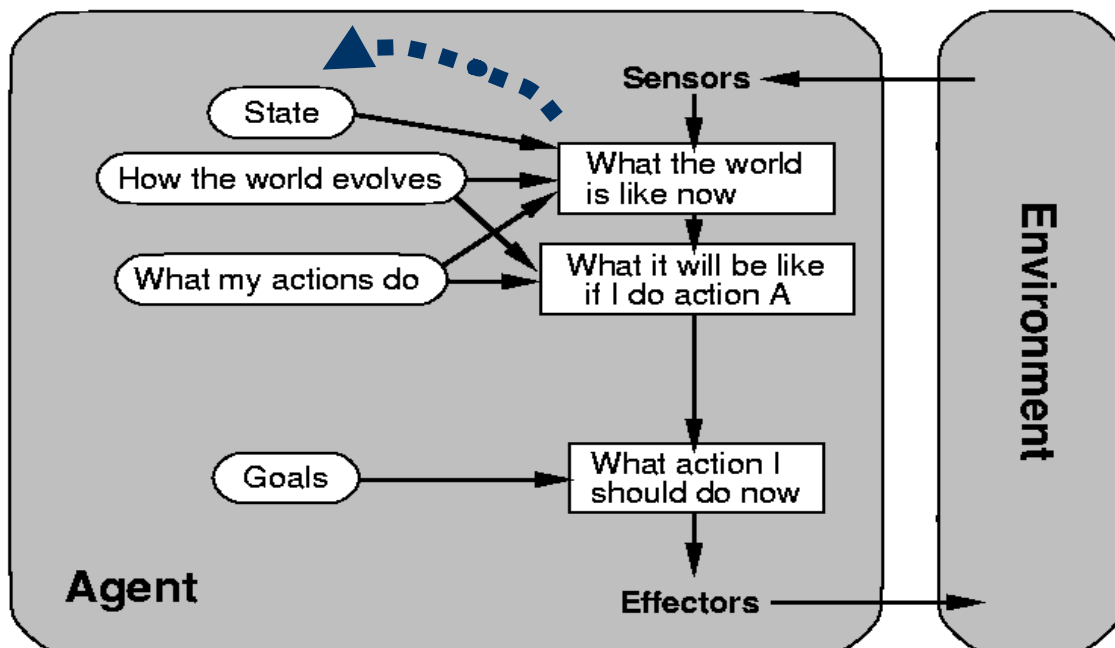 Sensors
State
What the world
is like now
How the world evolves
What my actions do
What it will be like
if I do action A
Environment
Goals
What action I
should do now
Agent
Effectors